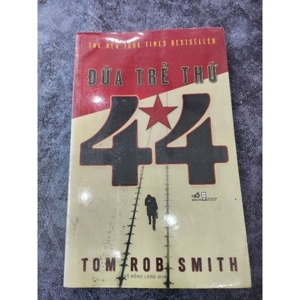 THE NEW YORK TIMES BESTSELLER
ĐỨA TRẺ THỨ
44
TOM ROB SMITH